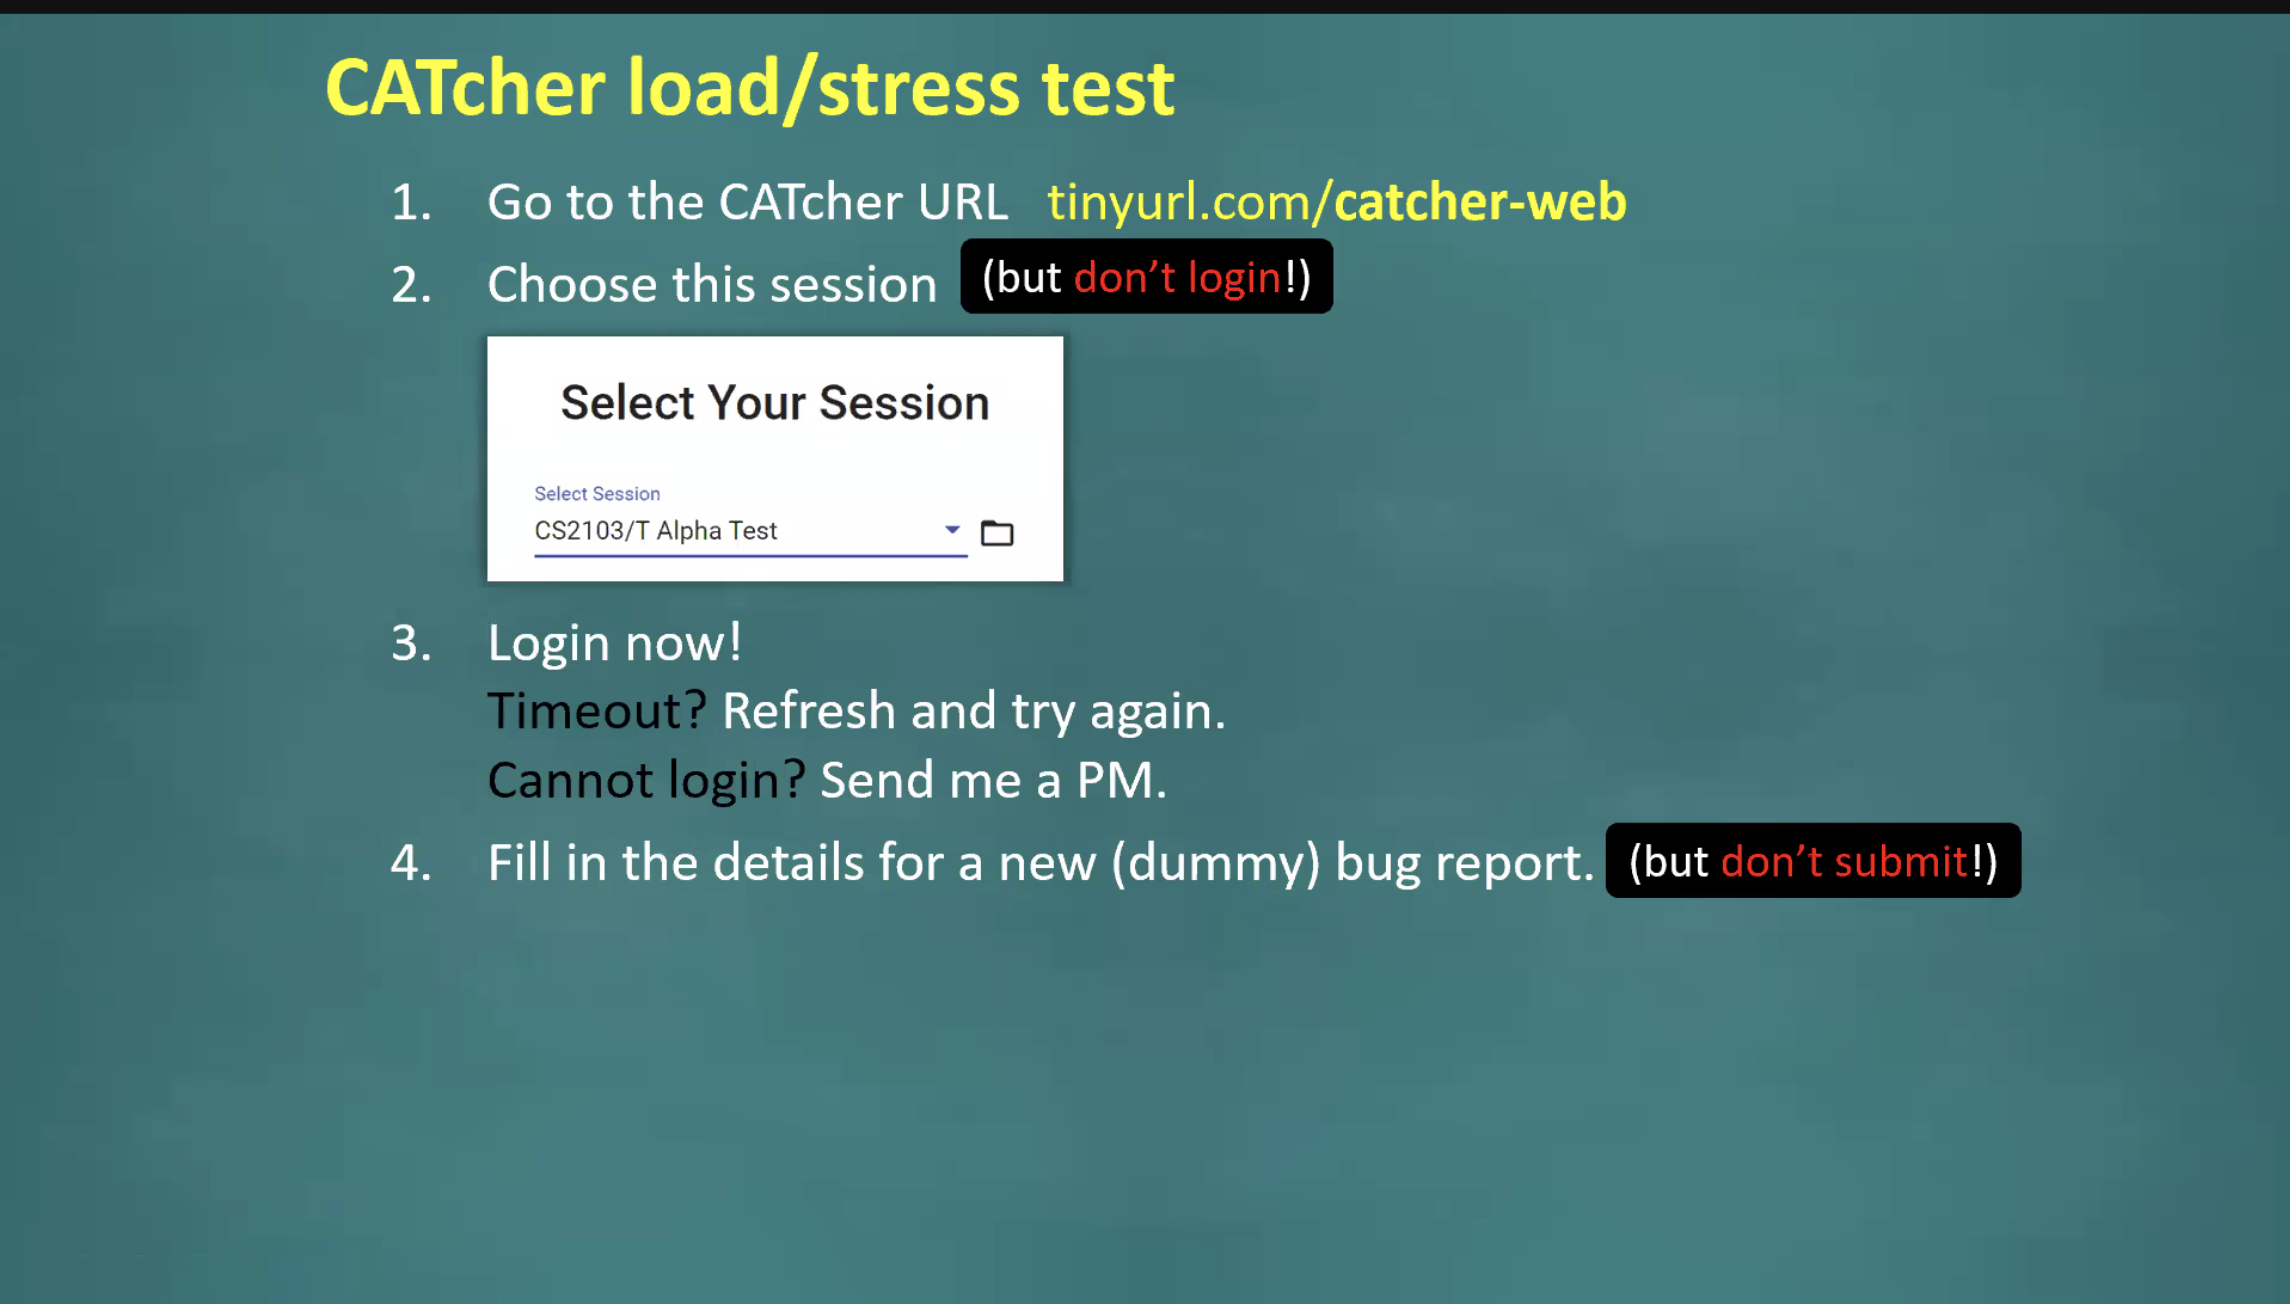 CATcher load/stress test
1. Go to the CATcher URL tinyurl.com/catcher-web
2. Choose this session (but don’t login!)
Select Your Session
Select Session
CS2103/T Alpha Test
3. Login now!
Timeout? Refresh and try again.
Cannot login? Send me a PM.
4. Fill in the details for a new (dummy) bug report. (but don’t submit!)